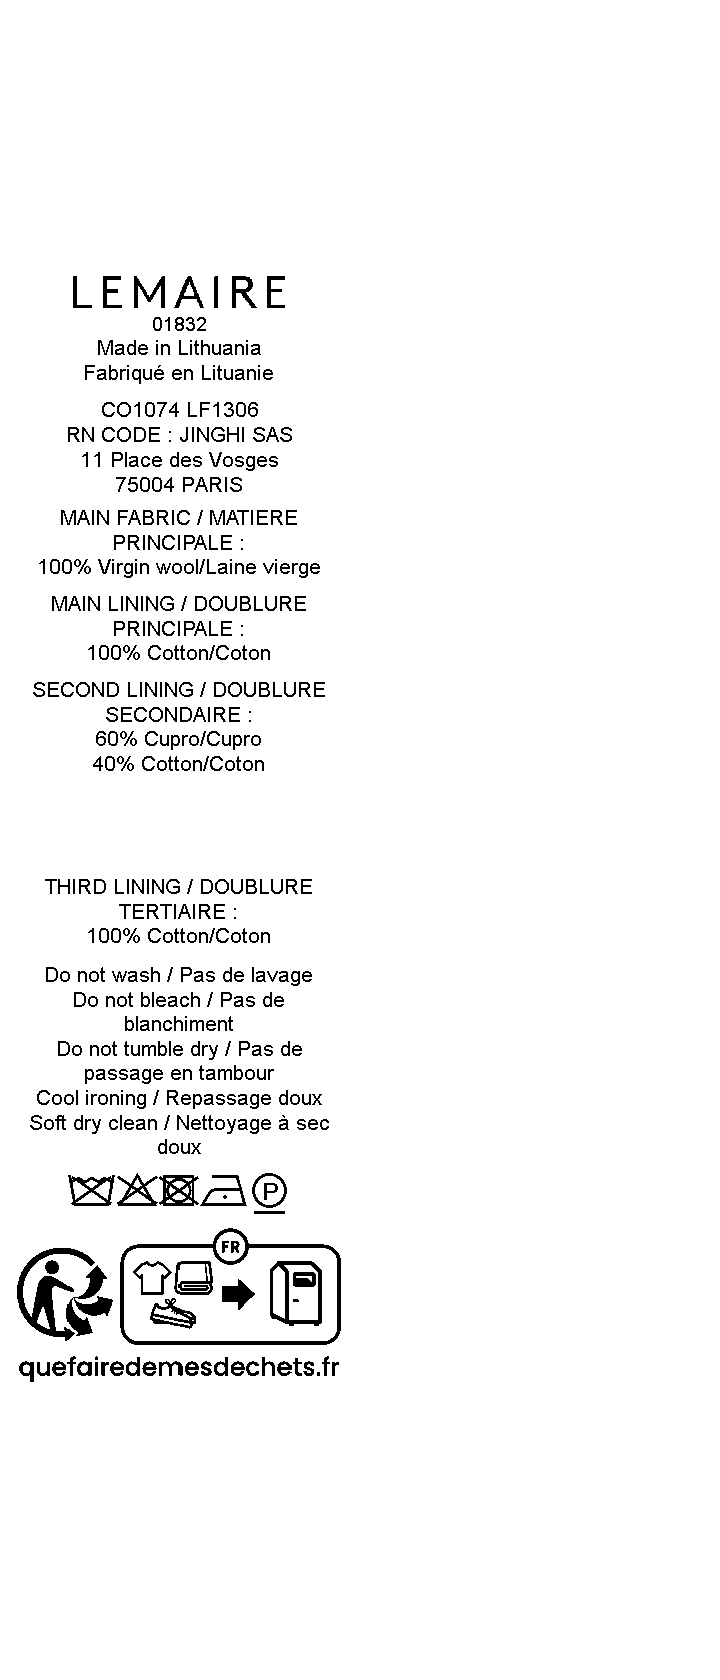 LEMAIRE
01832
Made in Lithuania
Fabriqué en Lituanie
CO1074 LF1306
RN CODE : JINGHI SAS
11 Place des Vosges
75004 PARIS
MAIN FABRIC / MATIERE
PRINCIPALE :
100% Virgin wool/Laine vierge
MAIN LINING / DOUBLURE
PRINCIPALE :
100% Cotton/Coton
SECOND LINING / DOUBLURE
SECONDAIRE :
60% Cupro/Cupro
40% Cotton/Coton
THIRD LINING / DOUBLURE
TERTIAIRE :
100% Cotton/Coton
Do not wash / Pas de lavage
Do not bleach / Pas de
blanchiment
Do not tumble dry / Pas de
passage en tambour
Cool ironing / Repassage doux
Soft dry clean / Nettoyage à sec
doux
P
FR
quefairedemesdechets.fr